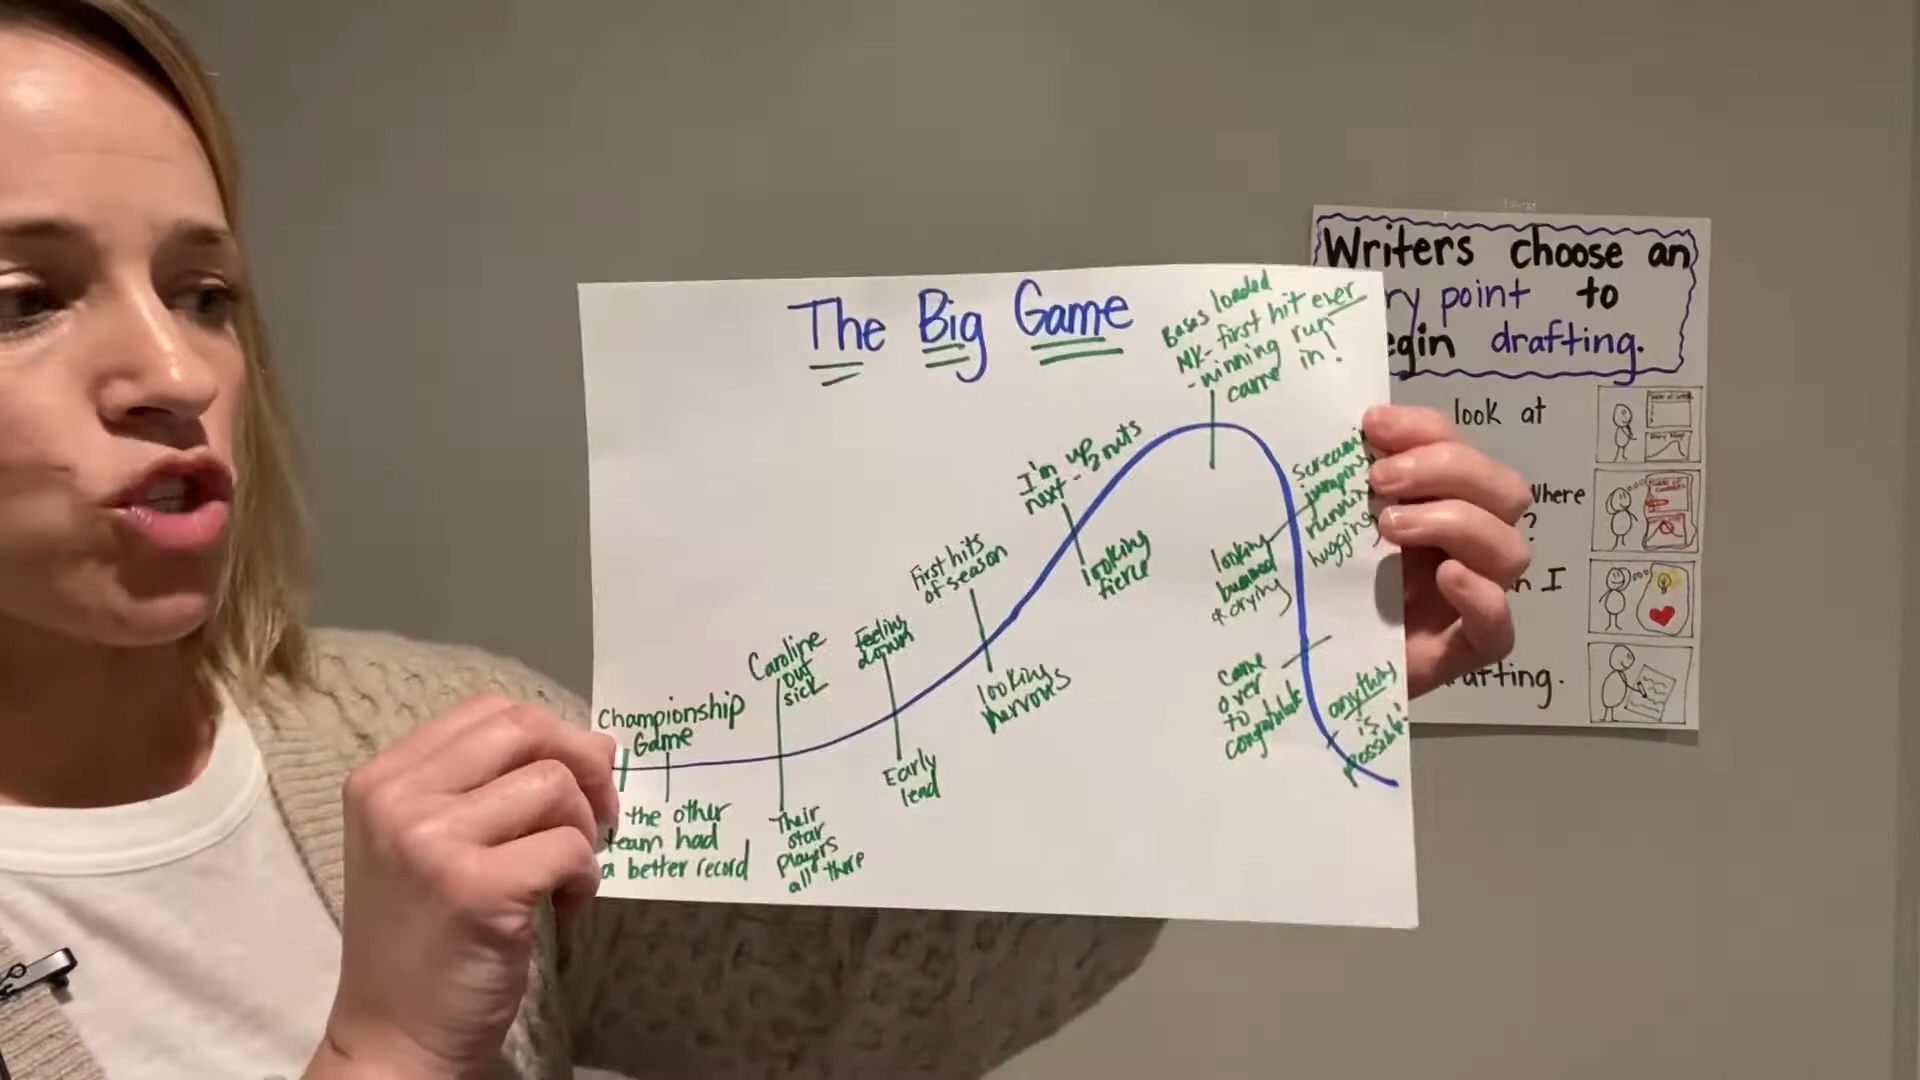 The Big Game
Bases loaded
MK- first hit ever
- winning run
came in!
I'm up
next - 3 outs
looking
fierce
First hits
of season
looking
nervous
feeling
down
Early
lead
Caroline
out
sick
Their
star
players
all there
Championship
Game
the other
team had
a better record
screamin
jumping
running
hugging
looking
bummed
& crying
came
over
to
congratulate
anything
is
possible!
Writers choose an
ry point to
egin drafting.
look at
Where
?
n I
rafting.